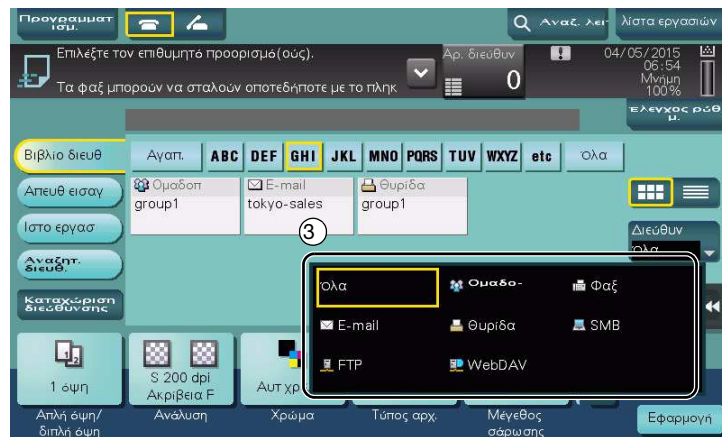 Προγραμματ
ισμ.
Αναζ. λει
λίστα εργασιών
Επιλέξτε τον επιθυμητό προορισμό(ούς).
Τα φαξ μπορούν να σταλούν οποτεδήποτε με το πληκ
Αρ. διεύθυν
0
04/05/2015
06:54
Μνήμη
100%
Έλεγχος ρύθ
μ.
Βιβλίο διευθ
Αγαπ.
ABC
DEF
GHI
JKL
MNO
PQRS
TUV
WXYZ
etc
Όλα
Απευθ εισαγ
Ομαδοπ
group1
E-mail
tokyo-sales
Θυρίδα
group1
Ιστο εργασ
3
Διεύθυν
Όλα
Αναζητ.
διευθ.
Καταχώριση
διεύθυνσης
Όλα
Ομαδο-
Φαξ
E-mail
Θυρίδα
SMB
FTP
WebDAV
1 όψη
S 200 dpi
Ακρίβεια F
Αυτ χρ
Απλή όψη/
διπλή όψη
Ανάλυση
Χρώμα
Τύπος αρχ.
Μέγεθος
σάρωσης
Εφαρμογή